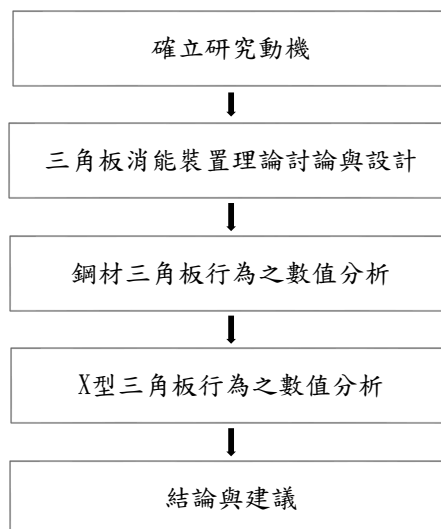 確立研究動機
三角板消能裝置理論討論與設計
鋼材三角板行為之數值分析
X型三角板行為之數值分析
結論與建議